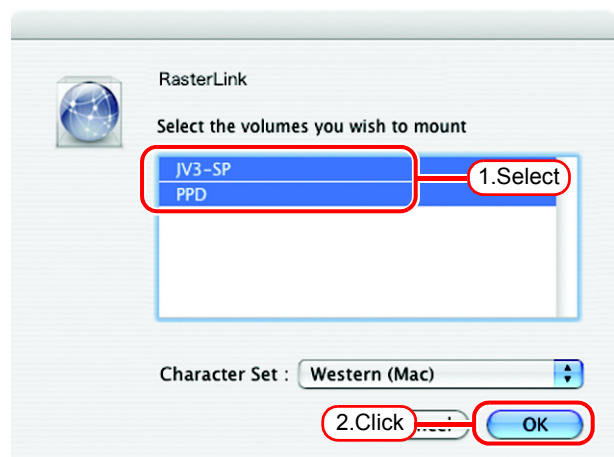 RasterLink
Select the volumes you wish to mount
JV3-SP
PPD
1.Select
Character Set : Western (Mac)
2.Click
OK